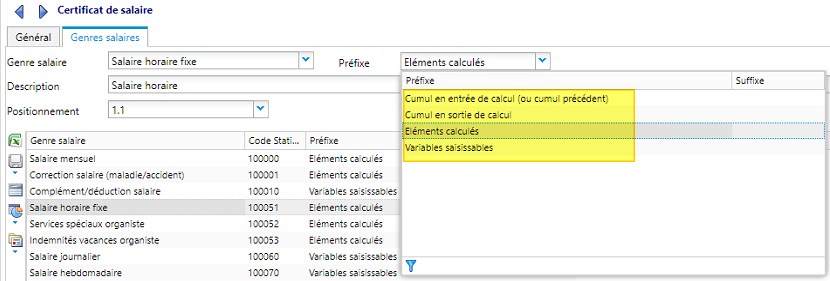 Certificat de salaire
Général Genres salaires
Genre salaire Salaire horaire fixe Préfixe Eléments calculés
Préfixe Suffixe
Description Salaire horaire
Cumul en entrée de calcul (ou cumul précédent)
Positionnement 1.1
Cumul en sortie de calcul
Eléments calculés
Variables saisissables
Genre salaire Code Stati... Préfixe
Salaire mensuel 100000 Eléments calculés
Correction salaire (maladie/accident) 100001 Eléments calculés
Complément/déduction salaire 100010 Variables saisissables
Salaire horaire fixe 100051 Eléments calculés
Services spéciaux organiste 100052 Eléments calculés
Indemnités vacances organiste 100053 Eléments calculés
Salaire journalier 100060 Variables saisissables
Salaire hebdomadaire 100070 Variables saisissables